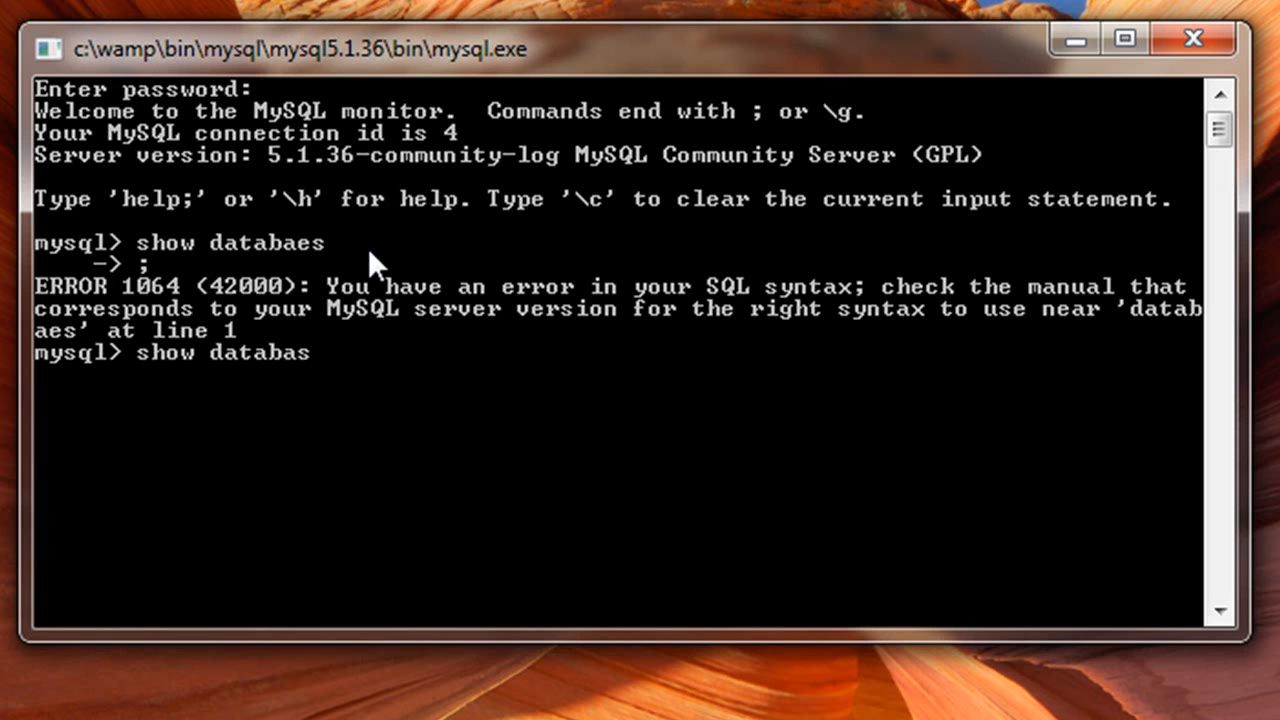 c:\wamp\bin\mysql\mysql5.1.36\bin\mysql.exe
Enter password:
Welcome to the MySQL monitor.  Commands end with ; or \g.
Your MySQL connection id is 4
Server version: 5.1.36-community-log MySQL Community Server (GPL)
Type 'help;' or '\h' for help. Type '\c' to clear the current input statement.
mysql> show databaes
    -> ;
ERROR 1064 (42000): You have an error in your SQL syntax; check the manual that
corresponds to your MySQL server version for the right syntax to use near 'datab
aes' at line 1
mysql> show databas